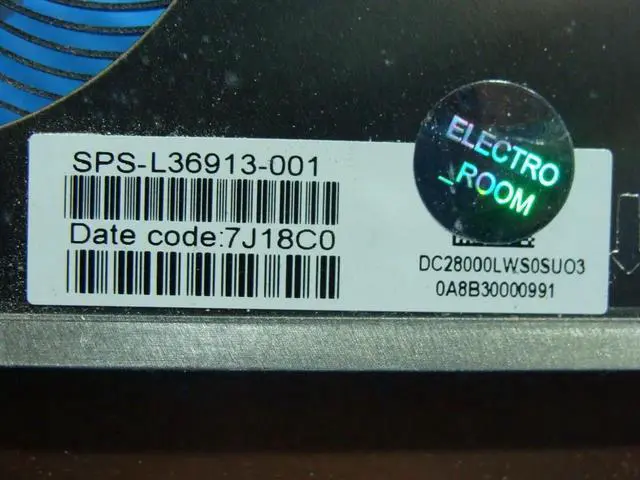 SPS-L36913-001
Date code:7J18C0
ELECTRO
_ROOM
DC28000LWS0SUO3
0A8B30000991